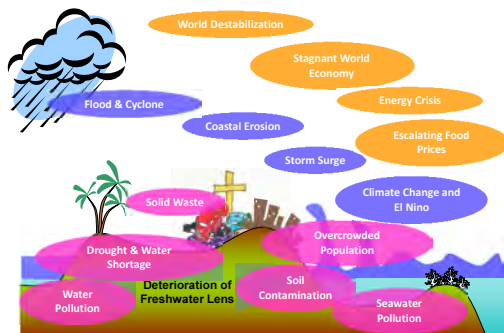 World Destabilization
Stagnant World
Economy
Energy Crisis
Flood & Cyclone
Coastal Erosion
Escalating Food
Prices
Storm Surge
Climate Change and
El Nino
Solid Waste
Overcrowded
Population
Drought & Water
Shortage
Deterioration of
Freshwater Lens
Soil
Contamination
Water
Pollution
Seawater
Pollution